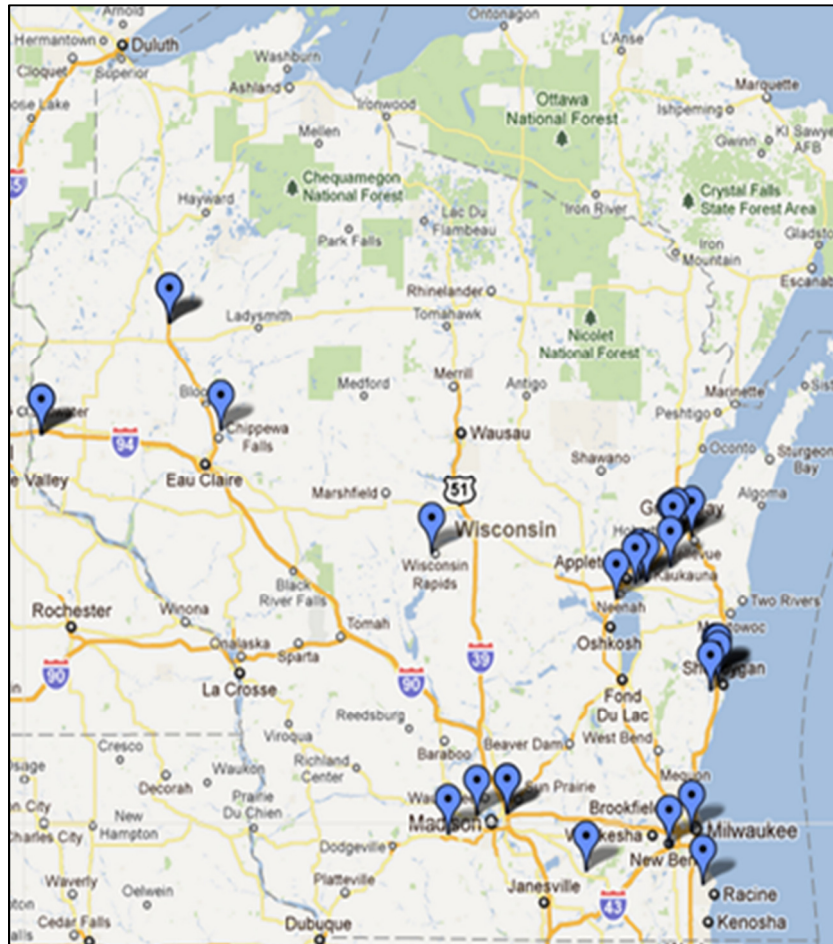 Arnold
Ontonagon
Hermantown
Duluth
L'Anse
Cloquet
Superior
Washburn
Ashland
Marquette
Ironwood
Ishpeming
Ottawa
National Forest
KI Sawyer
AFB
Mellen
Gwinn
Chequamegon
National Forest
Crystal Falls
State Forest Area
Hayward
Lac Du
Flambeau
Iron River
Park Falls
Iron
Mountain
Rhinelander
Ladysmith
Tomahawk
Nicolet
National Forest
Merrill
Medford
Antigo
Marinette
Peshtigo
Chippewa
Falls
94
Wausau
Oconto
Sturgeon
Bay
Eau Claire
Shawano
Marshfield
51
Algoma
Wisconsin
Wisconsin
Rapids
Kaukauna
Black
River Falls
Neenah
Two Rivers
Rochester
Winona
Tomah
Oshkosh
Onalaska
Sparta
39
90
La Crosse
90
Fond
Du Lac
Reedsburg
Viroqua
Cresco
Baraboo
Beaver Dam
West Bend
Richland
Center
Decorah
Waukon
Mequon
Sun Prairie
Prairie
Du Chien
New
Hampton
Charles City
Madison
Brookfield
Milwaukee
Dodgeville
Janesville
Platteville
43
Racine
Waverly
Oelwein
Cedar Falls
Dubuque
Kenosha